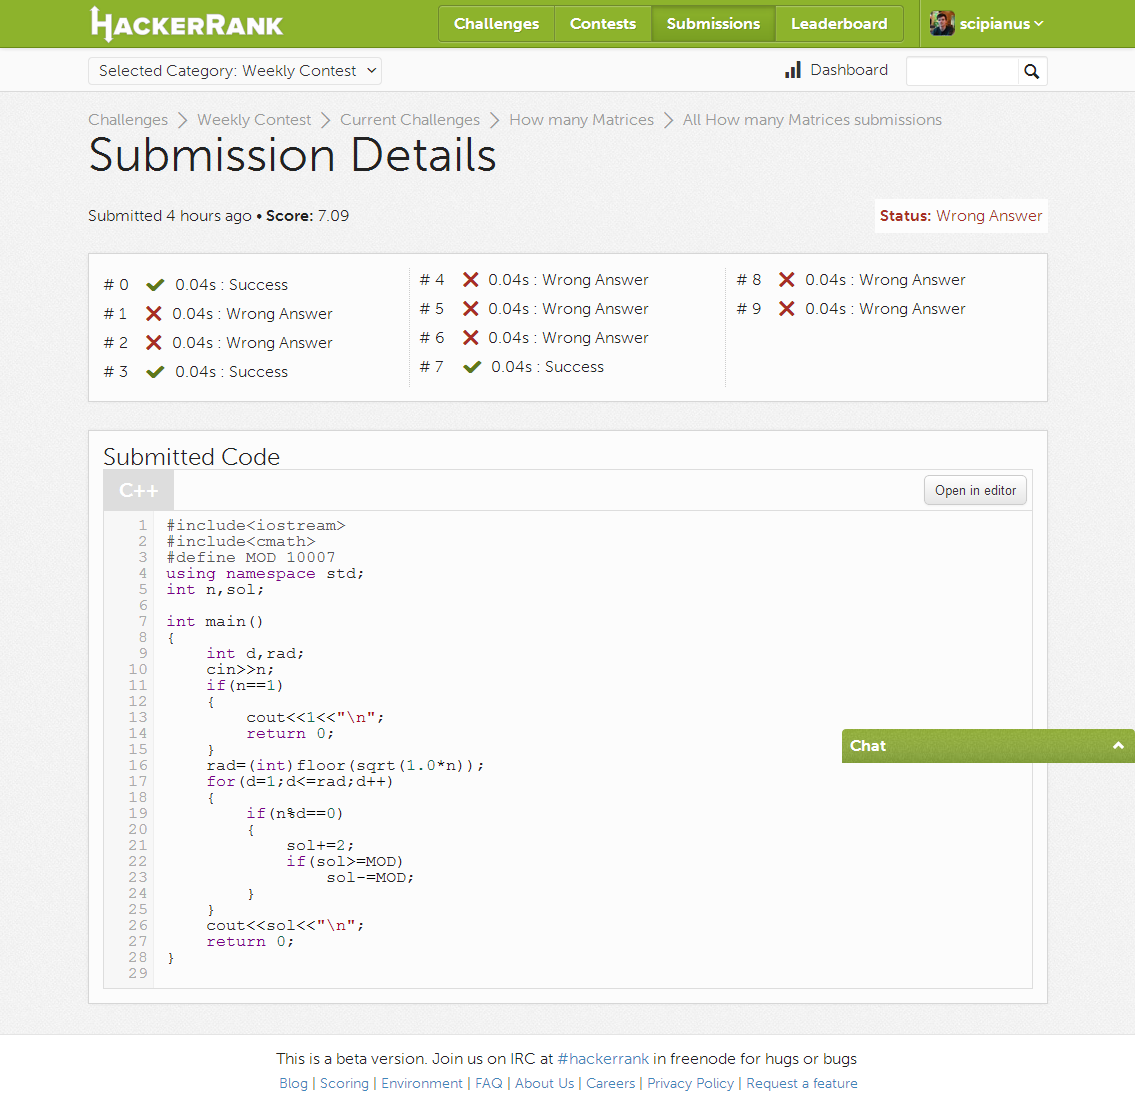 HACKERRANK
Challenges Contests Submissions Leaderboard scipianus
Selected Category: Weekly Contest Dashboard
Challenges Weekly Contest Current Challenges How many Matrices All How many Matrices submissions
Submission Details
Submitted 4 hours ago • Score: 7.09 Status: Wrong Answer
# 0 0.04s : Success
# 1 0.04s : Wrong Answer
# 2 0.04s : Wrong Answer
# 3 0.04s : Success
# 4 0.04s : Wrong Answer
# 5 0.04s : Wrong Answer
# 6 0.04s : Wrong Answer
# 7 0.04s : Success
# 8 0.04s : Wrong Answer
# 9 0.04s : Wrong Answer
Submitted Code
C++ Open in editor
1 #include<iostream>
2 #include<cmath>
3 #define MOD 10007
4 using namespace std;
5 int n,sol;
6
7 int main()
8 {
9     int d,rad;
10     cin>>n;
11     if(n==1)
12     {
13         cout<<1<<"\n";
14         return 0;
15     }
16     rad=(int)floor(sqrt(1.0*n));
17     for(d=1;d<=rad;d++)
18     {
19         if(n%d==0)
20         {
21             sol+=2;
22             if(sol>=MOD)
23                 sol-=MOD;
24         }
25     }
26     cout<<sol<<"\n";
27     return 0;
28 }
29
Chat
This is a beta version. Join us on IRC at #hackerrank in freenode for hugs or bugs
Blog | Scoring | Environment | FAQ | About Us | Careers | Privacy Policy | Request a feature